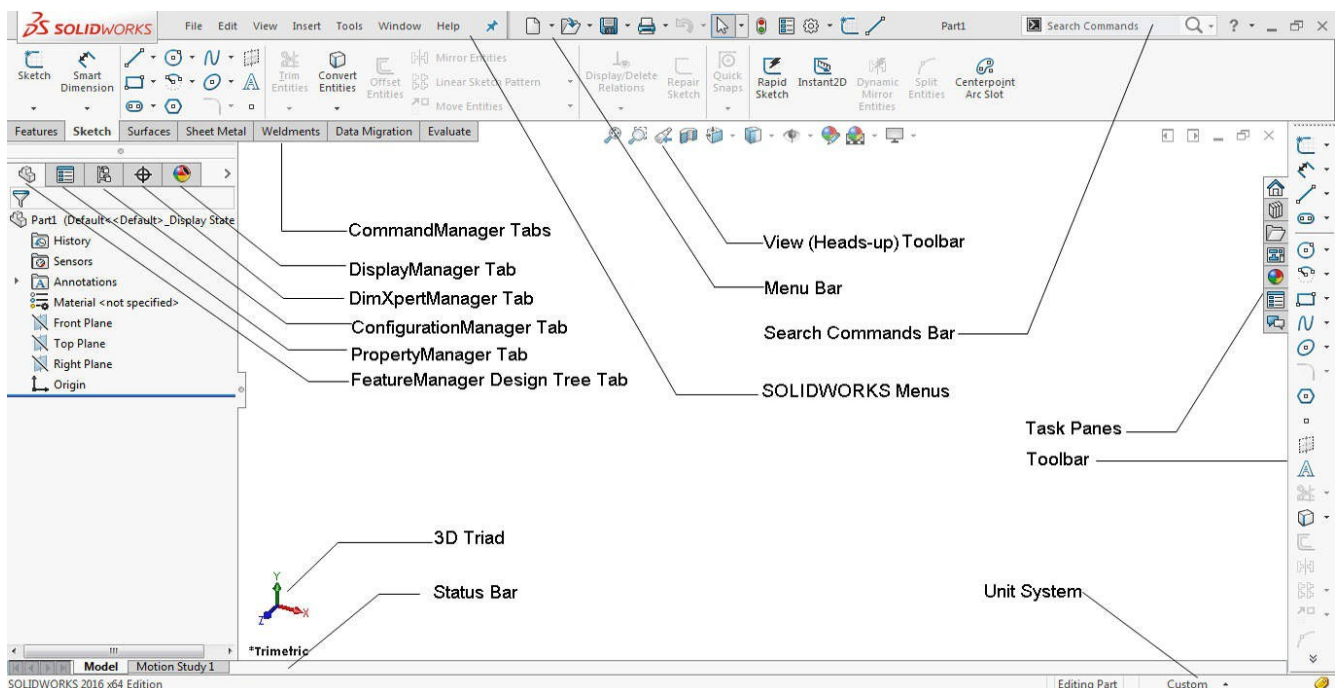 SOLIDWORKS File Edit View Insert Tools Window Help Part1 Search Commands ?
Sketch Smart Dimension Trim Entities Convert Entities Offset Entities Mirror Entities Display/Delete Relations Repair Sketch Quick Snaps Rapid Sketch Instant2D Dynamic Mirror Entities Split Entities Centerpoint Arc Slot
Linear Sketch Pattern
Move Entities
Features Sketch Surfaces Sheet Metal Weldments Data Migration Evaluate
Part1 (Default<<Default>_Display State
History
Sensors
Annotations
Material <not specified>
Front Plane
Top Plane
Right Plane
Origin
CommandManager Tabs
DisplayManager Tab
DimXpertManager Tab
ConfigurationManager Tab
PropertyManager Tab
FeatureManager Design Tree Tab
View (Heads-up) Toolbar
Menu Bar
Search Commands Bar
SOLIDWORKS Menus
Task Panes
Toolbar
3D Triad
Status Bar
Unit System
Y
X
Z
*Trimetric
Model Motion Study 1
SOLIDWORKS 2016 x64 Edition Editing Part Custom